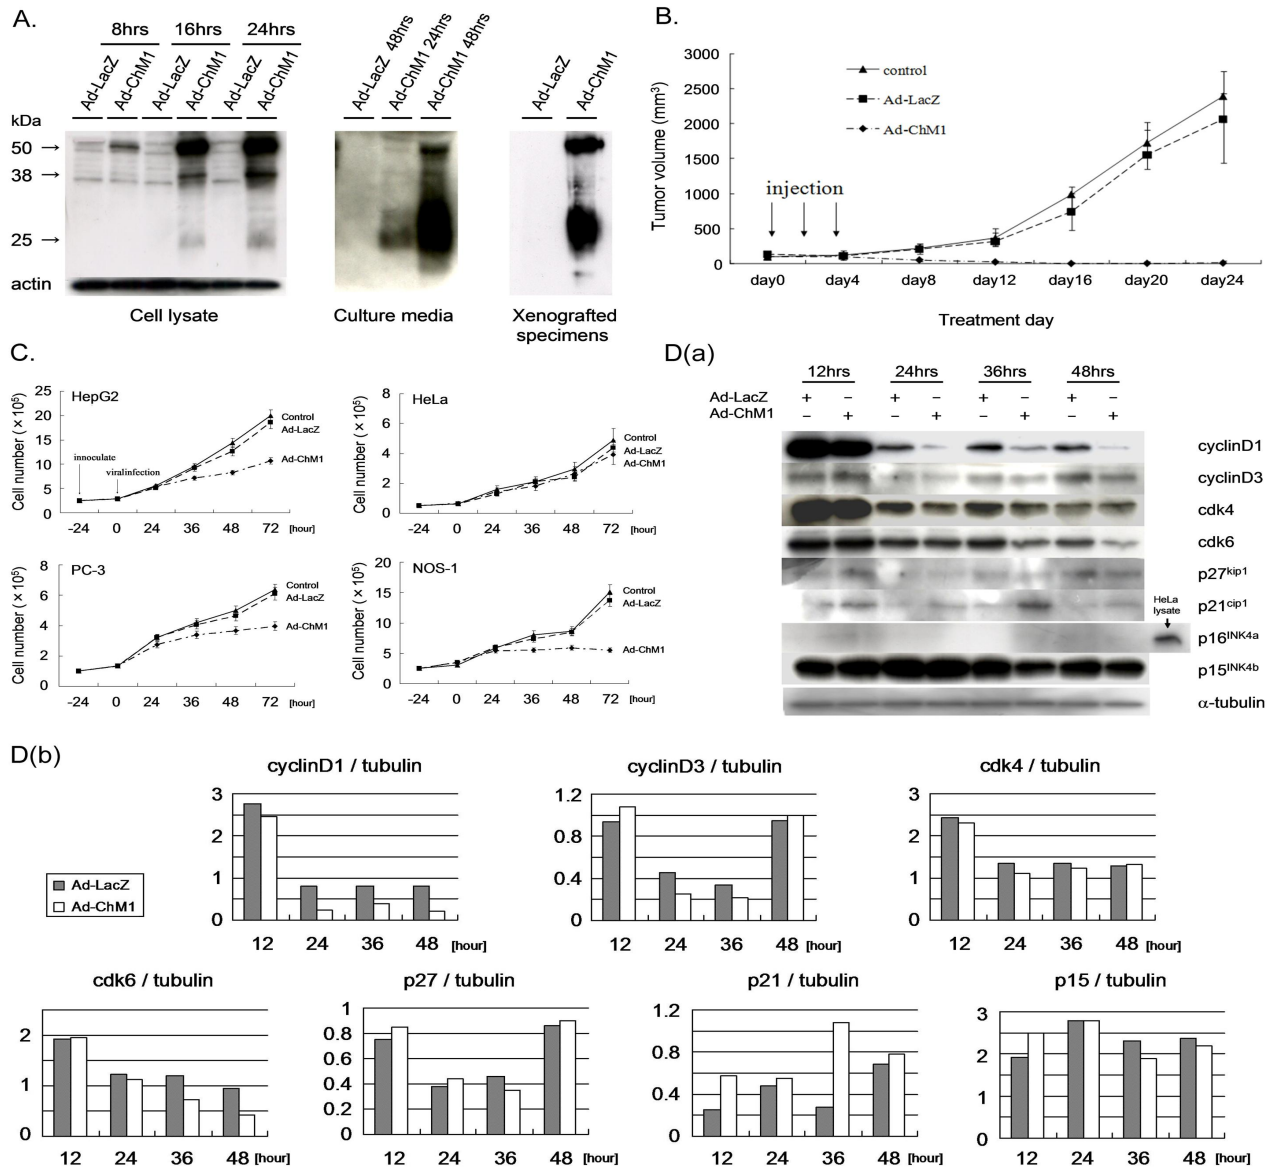 A.
8hrs 16hrs 24hrs
Ad-LacZ Ad-ChM1 Ad-LacZ Ad-ChM1 Ad-LacZ Ad-ChM1
Ad-LacZ 48hrs Ad-ChM1 24hrs Ad-ChM1 48hrs
Ad-LacZ Ad-ChM1
kDa
50 →
38 →
25 →
actin
Cell lysate
Culture media
Xenografted
specimens
B.
Tumor volume (mm³)
3000
2500
2000
1500
1000
500
0
control
Ad-LacZ
Ad-ChM1
injection
day0 day4 day8 day12 day16 day20 day24
Treatment day
C.
HepG2
Cell number (×10⁵)
25
20
15
10
5
0
innoculate
viralinfection
Control
Ad-LacZ
Ad-ChM1
-24 0 24 36 48 72 [hour]
HeLa
Cell number (×10⁵)
8
6
4
2
0
Control
Ad-LacZ
Ad-ChM1
-24 0 24 36 48 72 [hour]
PC-3
Cell number (×10⁵)
8
6
4
2
0
Control
Ad-LacZ
Ad-ChM1
-24 0 24 36 48 72 [hour]
NOS-1
Cell number (×10⁵)
20
15
10
5
0
Control
Ad-LacZ
Ad-ChM1
-24 0 24 36 48 72 [hour]
D(a)
12hrs 24hrs 36hrs 48hrs
Ad-LacZ + − + − + − + −
Ad-ChM1 − + − + − + − +
cyclinD1
cyclinD3
cdk4
cdk6
p27kip1
p21cip1
HeLa
lysate
p16INK4a
p15INK4b
α-tubulin
D(b)
Ad-LacZ
Ad-ChM1
cyclinD1 / tubulin
3
2
1
0
12 24 36 48 [hour]
cyclinD3 / tubulin
1.2
0.8
0.4
0
12 24 36 48 [hour]
cdk4 / tubulin
3
2
1
0
12 24 36 48 [hour]
cdk6 / tubulin
2
1
0
12 24 36 48 [hour]
p27 / tubulin
1
0.8
0.6
0.4
0.2
0
12 24 36 48 [hour]
p21 / tubulin
1.2
0.8
0.4
0
12 24 36 48 [hour]
p15 / tubulin
3
2
1
0
12 24 36 48 [hour]